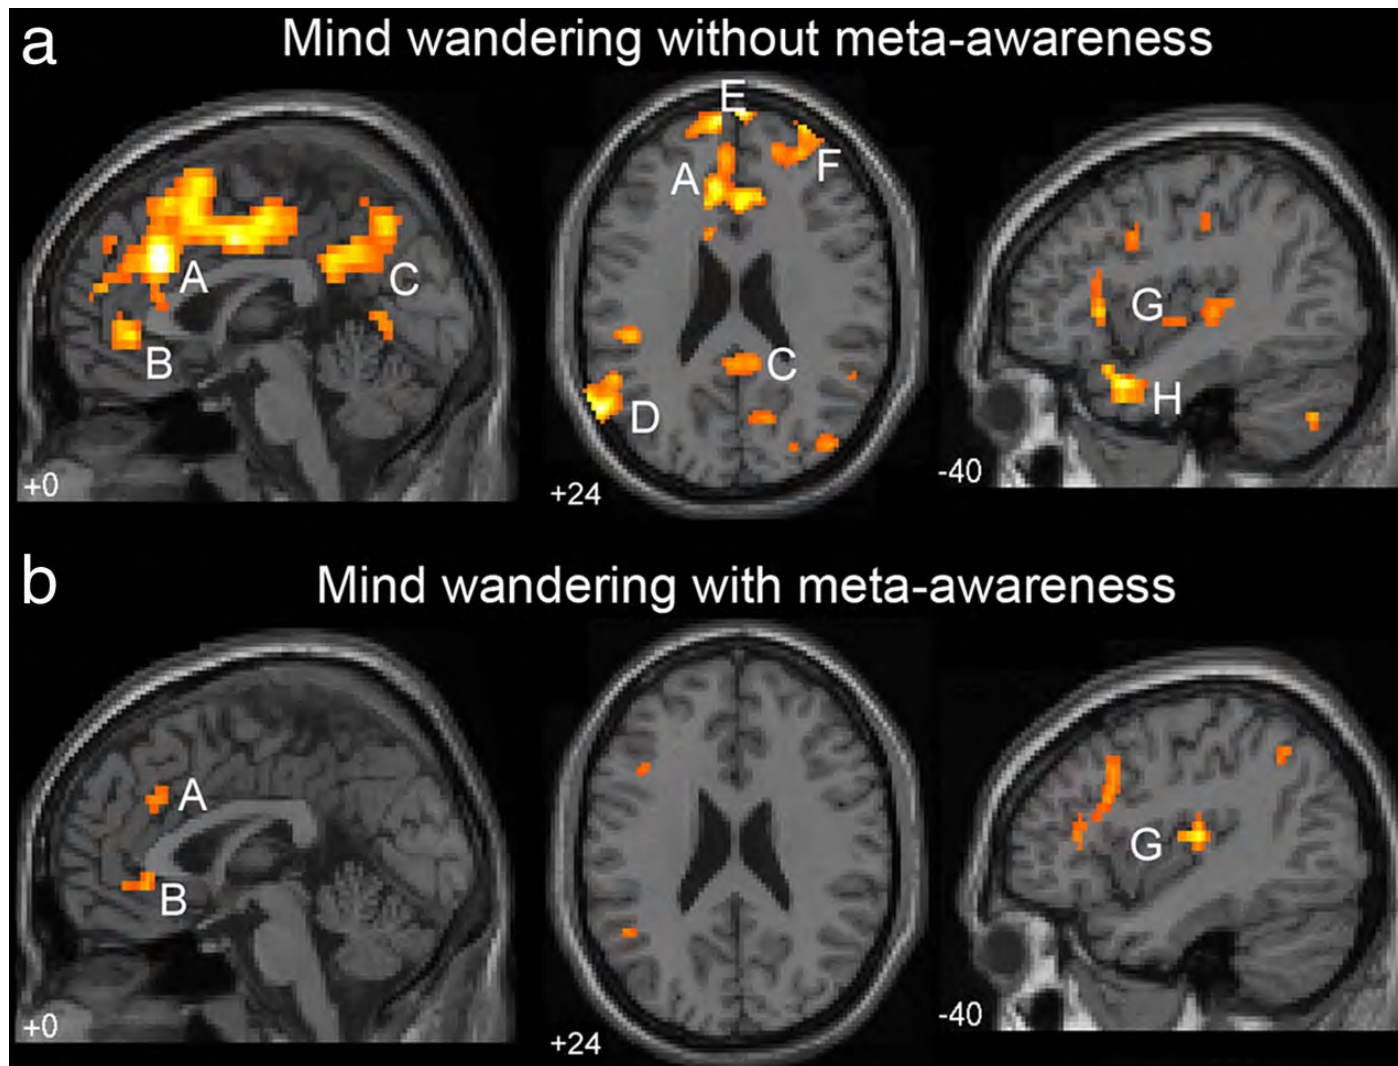 a
Mind wandering without meta-awareness
E
A
F
A
C
B
G
C
D
H
+0
+24
-40
b
Mind wandering with meta-awareness
A
B
G
+0
+24
-40